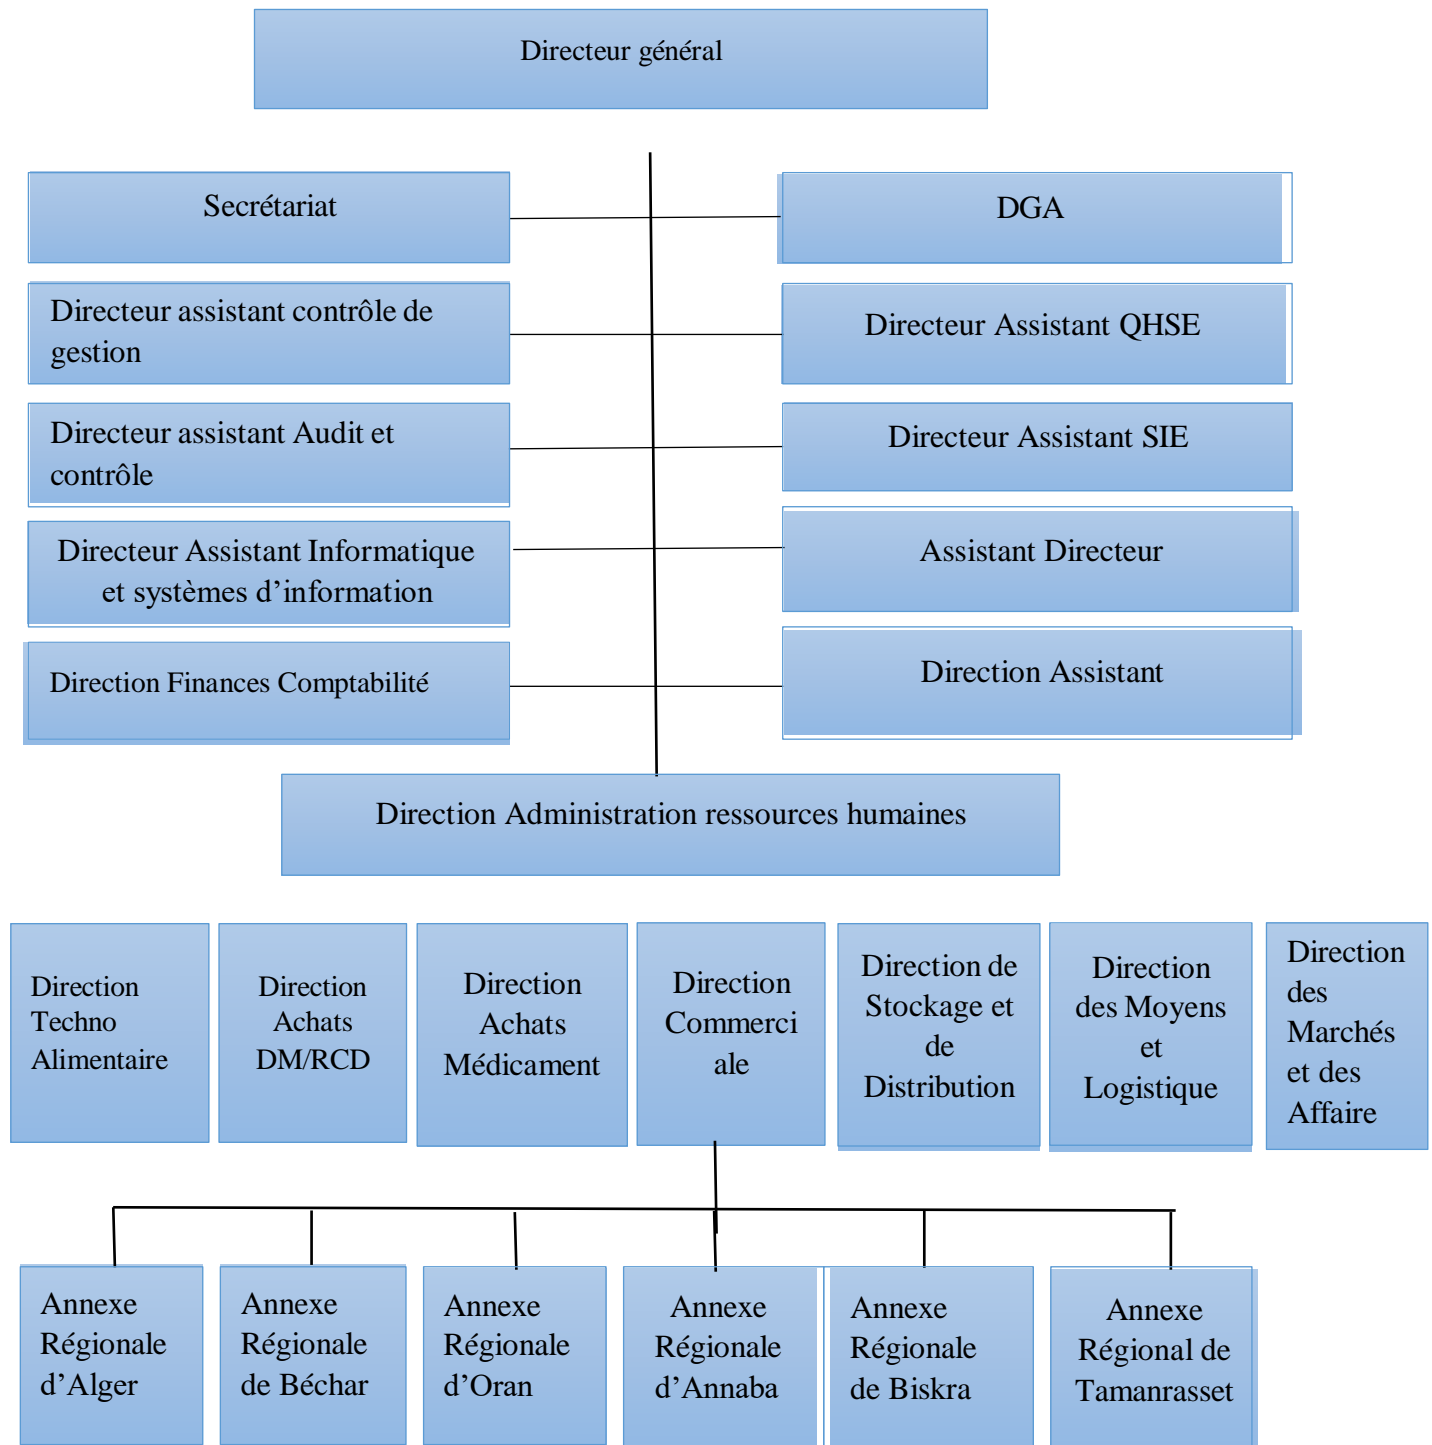 Directeur général
Secrétariat
DGA
Directeur assistant contrôle de
gestion
Directeur Assistant QHSE
Directeur assistant Audit et
contrôle
Directeur Assistant SIE
Directeur Assistant Informatique
et systèmes d’information
Assistant Directeur
Direction Finances Comptabilité
Direction Assistant
Direction Administration ressources humaines
Direction
Techno
Alimentaire
Direction
Achats
DM/RCD
Direction
Achats
Médicament
Direction
Commerci
ale
Direction de
Stockage et
de
Distribution
Direction
des Moyens
et
Logistique
Direction
des
Marchés
et des
Affaire
Annexe
Régionale
d’Alger
Annexe
Régionale
de Béchar
Annexe
Régionale
d’Oran
Annexe
Régionale
d’Annaba
Annexe
Régionale
de Biskra
Annexe
Régional de
Tamanrasset